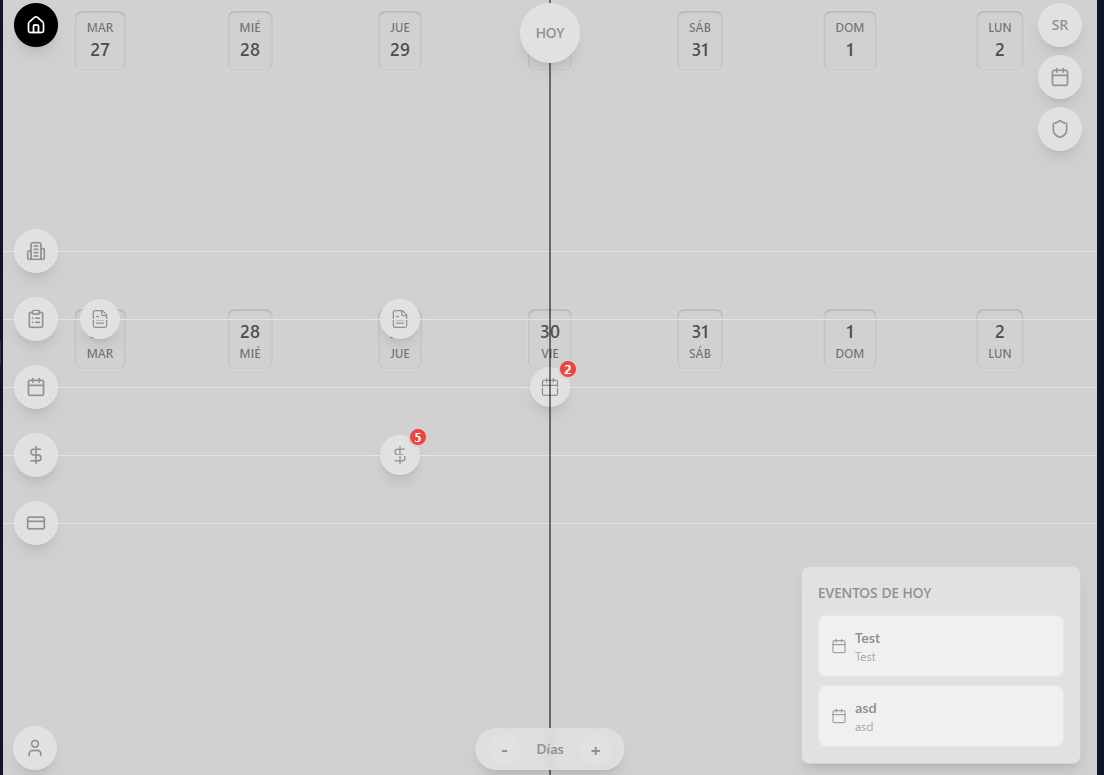 MAR
27
MIÉ
28
JUE
29
HOY
SÁB
31
DOM
1
LUN
2
SR
MAR
28
MIÉ
JUE
30
VIE
31
SÁB
1
DOM
2
LUN
2
5
EVENTOS DE HOY
Test
Test
asd
asd
- Días +